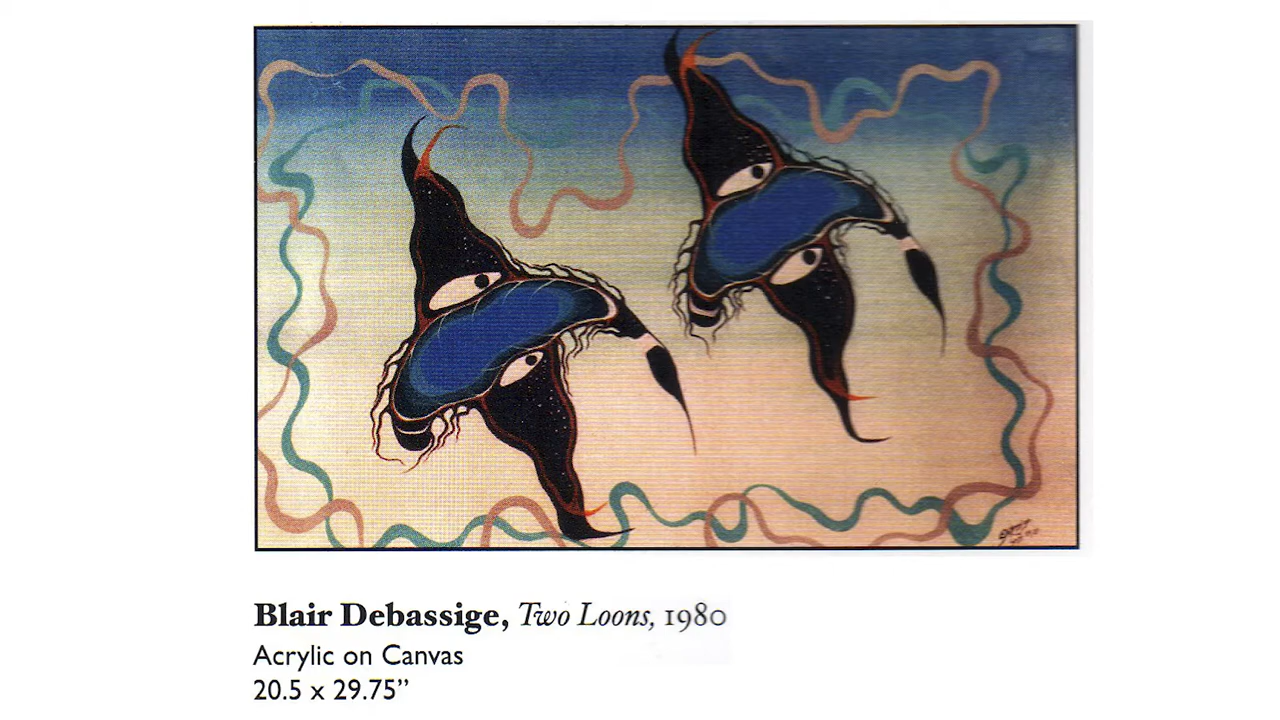 Blair Debassige, Two Loons, 1980
Acrylic on Canvas
20.5 x 29.75”